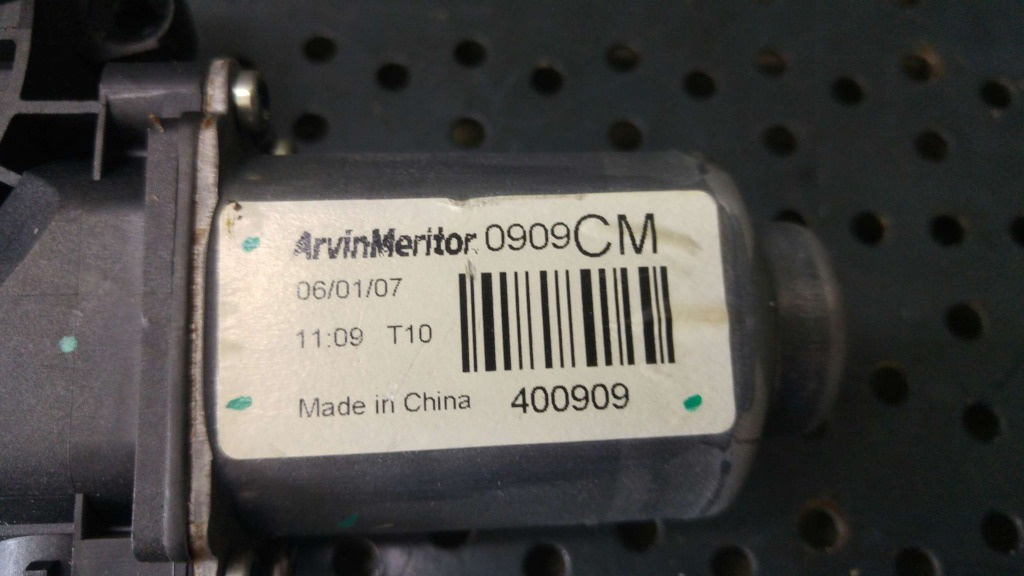 ArvinMeritor 0909CM
06/01/07
11:09 T10
Made in China 400909